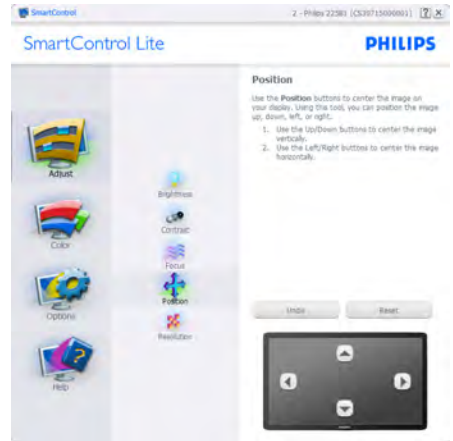 SmartControl
2 - Philips 225B1 (CS39715000001)
SmartControl Lite
PHILIPS
Position
Use the Position buttons to center the image on
your display. Using this tool, you can position the image
up, down, left, or right.
1. Use the Up/Down buttons to center the image
vertically.
2. Use the Left/Right buttons to center the image
horizontally.
Adjust
Color
Options
Help
Brightness
Contrast
Focus
Position
Resolution
Undo
Reset